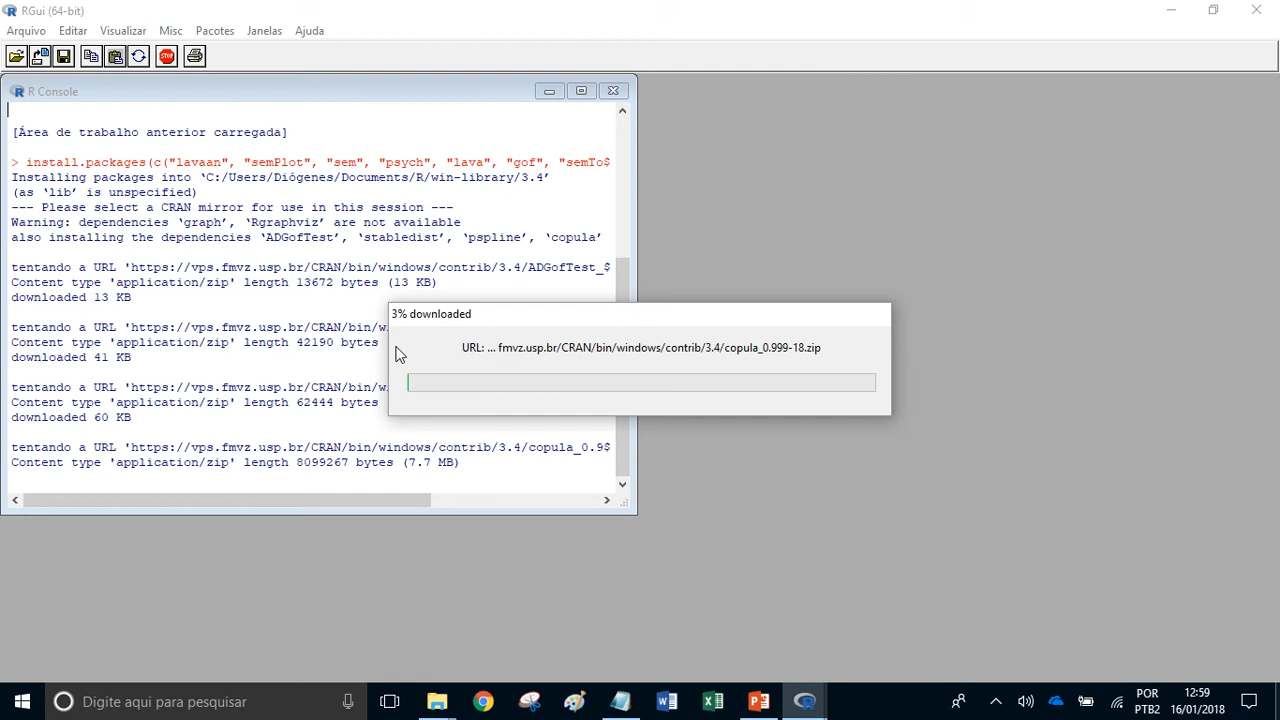 RGui (64-bit)
Arquivo Editar Visualizar Misc Pacotes Janelas Ajuda
STOP
R Console
[Área de trabalho anterior carregada]
> install.packages(c("lavaan", "semPlot", "sem", "psych", "lava", "gof", "semTo$
Installing packages into ‘C:/Users/Diógenes/Documents/R/win-library/3.4’
(as ‘lib’ is unspecified)
--- Please select a CRAN mirror for use in this session ---
Warning: dependencies ‘graph’, ‘Rgraphviz’ are not available
also installing the dependencies ‘ADGofTest’, ‘stabledist’, ‘pspline’, ‘copula’
tentando a URL 'https://vps.fmvz.usp.br/CRAN/bin/windows/contrib/3.4/ADGofTest_$
Content type 'application/zip' length 13672 bytes (13 KB)
downloaded 13 KB
tentando a URL 'https://vps.fmvz.usp.br/CRAN/bin/wi
Content type 'application/zip' length 42190 bytes
downloaded 41 KB
tentando a URL 'https://vps.fmvz.usp.br/CRAN/bin/wi
Content type 'application/zip' length 62444 bytes
downloaded 60 KB
tentando a URL 'https://vps.fmvz.usp.br/CRAN/bin/windows/contrib/3.4/copula_0.9$
Content type 'application/zip' length 8099267 bytes (7.7 MB)
3% downloaded
URL: ... fmvz.usp.br/CRAN/bin/windows/contrib/3.4/copula_0.999-18.zip
Digite aqui para pesquisar
POR
PTB2
12:59
16/01/2018